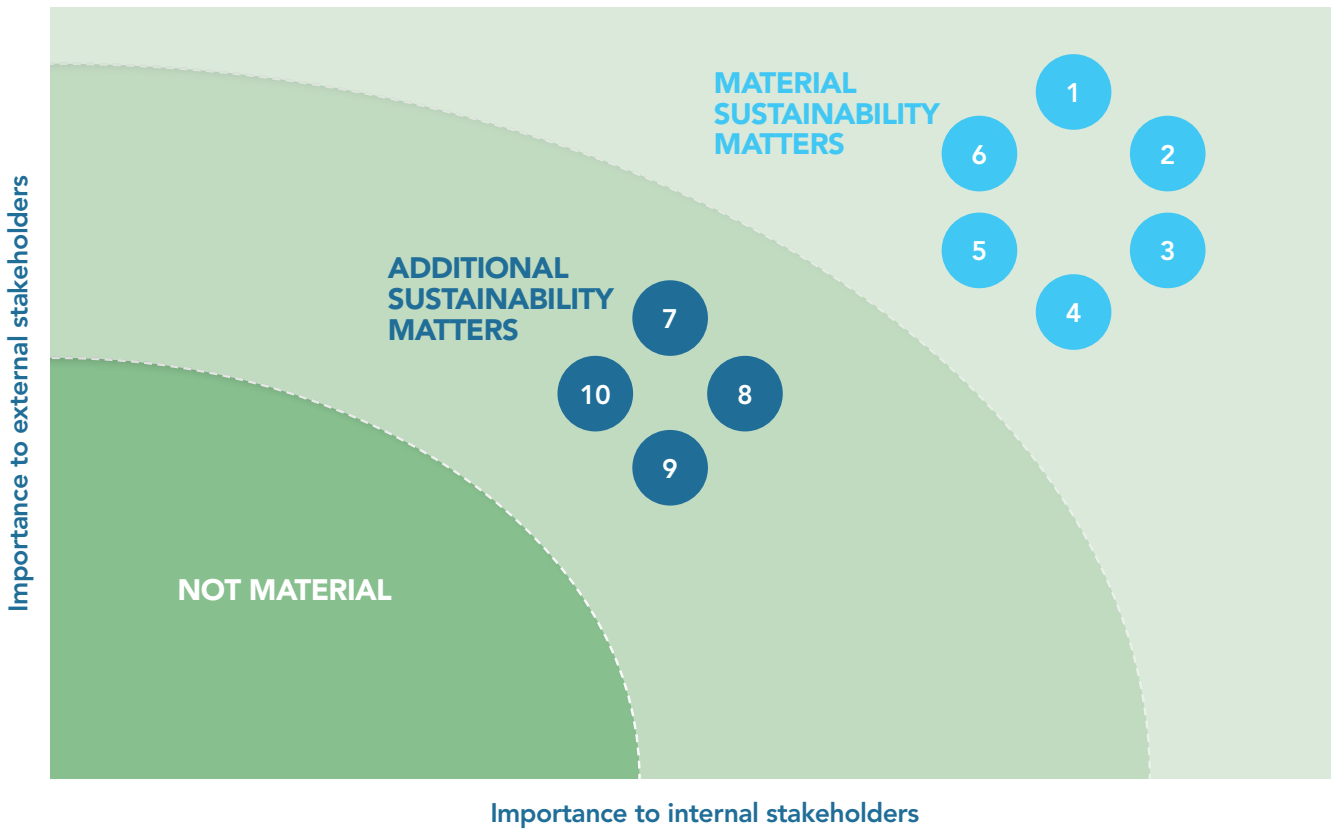 MATERIAL
SUSTAINABILITY
MATTERS
1
6
2
5
3
4
ADDITIONAL
SUSTAINABILITY
MATTERS
7
10
8
9
NOT MATERIAL
Importance to external stakeholders
Importance to internal stakeholders